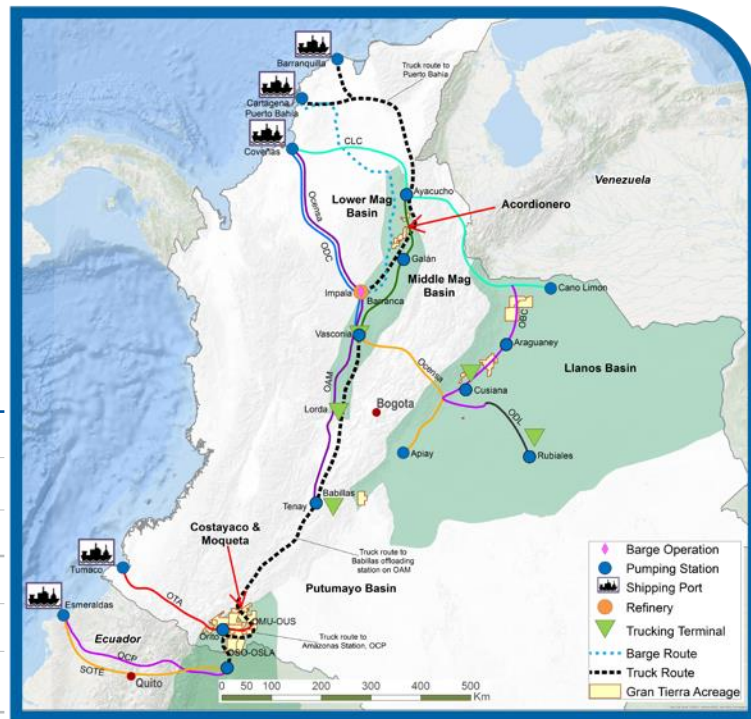 Barranquilla
Truck route to
Puerto Bahia
Cartagena
Puerto Bahia
Coveñas
CLC
Venezuela
Ayacucho
Lower Mag
Basin
Acordionero
Ocensa
ODC
Galan
Middle Mag
Basin
Impala
Barranca
Cano Limon
OBC
Vasconia
Araguaney
Ocensa
Llanos Basin
Cusiana
OAM
Lorda
Bogota
ODL
Apiay
Rubiales
Babillas
Tenay
Costayaco &
Moqueta
Truck route to
Babillas offloading
station on OAM
Tumaco
Putumayo Basin
Esmeraldas
OTA
OMU-OUS
Orito
Truck route to
Amazonas Station, OCP
Ecuador
OSO-OSLA
OCP
SOTE
Quito
0 50 100 200 300 400 500
Km
Barge Operation
Pumping Station
Shipping Port
Refinery
Trucking Terminal
Barge Route
Truck Route
Gran Tierra Acreage